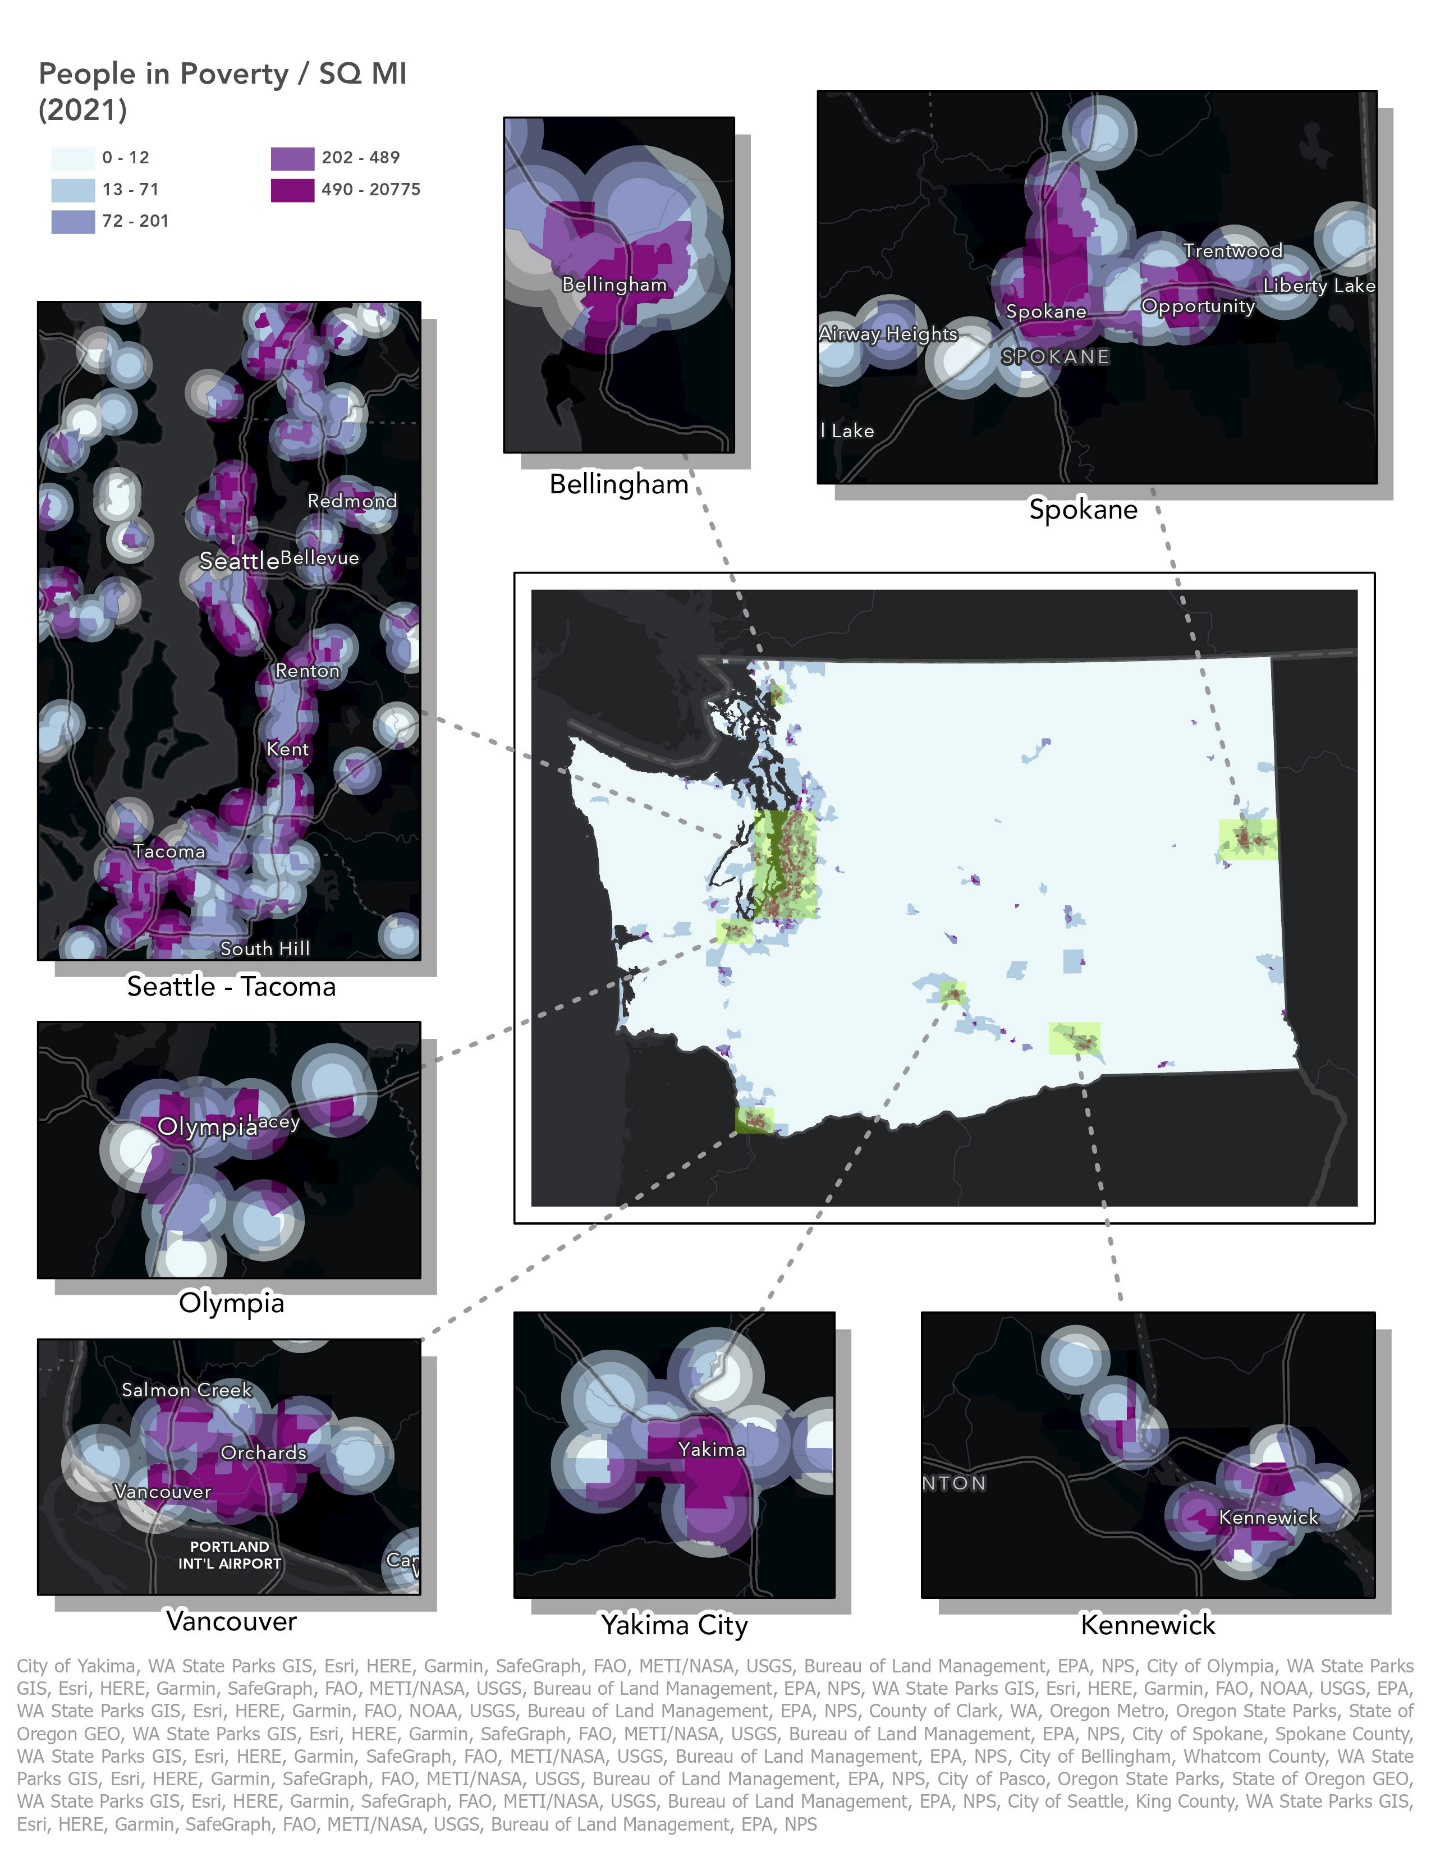 People in Poverty / SQ MI
(2021)
0 - 12
13 - 71
72 - 201
202 - 489
490 - 20775
Bellingham
Bellingham
Trentwood
Liberty Lake
Opportunity
Spokane
Airway Heights
SPOKANE
l Lake
Spokane
Redmond
Seattle
Bellevue
Renton
Kent
Tacoma
South Hill
Seattle - Tacoma
Olympia
acey
Olympia
Salmon Creek
Orchards
Vancouver
PORTLAND
INT'L AIRPORT
Car
W
Vancouver
Yakima
Yakima City
NTON
Kennewick
Kennewick
City of Yakima, WA State Parks GIS, Esri, HERE, Garmin, SafeGraph, FAO, METI/NASA, USGS, Bureau of Land Management, EPA, NPS, City of Olympia, WA State Parks
GIS, Esri, HERE, Garmin, SafeGraph, FAO, METI/NASA, USGS, Bureau of Land Management, EPA, NPS, WA State Parks GIS, Esri, HERE, Garmin, FAO, NOAA, USGS, EPA,
WA State Parks GIS, Esri, HERE, Garmin, FAO, NOAA, USGS, Bureau of Land Management, EPA, NPS, County of Clark, WA, Oregon Metro, Oregon State Parks, State of
Oregon GEO, WA State Parks GIS, Esri, HERE, Garmin, SafeGraph, FAO, METI/NASA, USGS, Bureau of Land Management, EPA, NPS, City of Spokane, Spokane County,
WA State Parks GIS, Esri, HERE, Garmin, SafeGraph, FAO, METI/NASA, USGS, Bureau of Land Management, EPA, NPS, City of Bellingham, Whatcom County, WA State
Parks GIS, Esri, HERE, Garmin, SafeGraph, FAO, METI/NASA, USGS, Bureau of Land Management, EPA, NPS, City of Pasco, Oregon State Parks, State of Oregon GEO,
WA State Parks GIS, Esri, HERE, Garmin, SafeGraph, FAO, METI/NASA, USGS, Bureau of Land Management, EPA, NPS, City of Seattle, King County, WA State Parks GIS,
Esri, HERE, Garmin, SafeGraph, FAO, METI/NASA, USGS, Bureau of Land Management, EPA, NPS